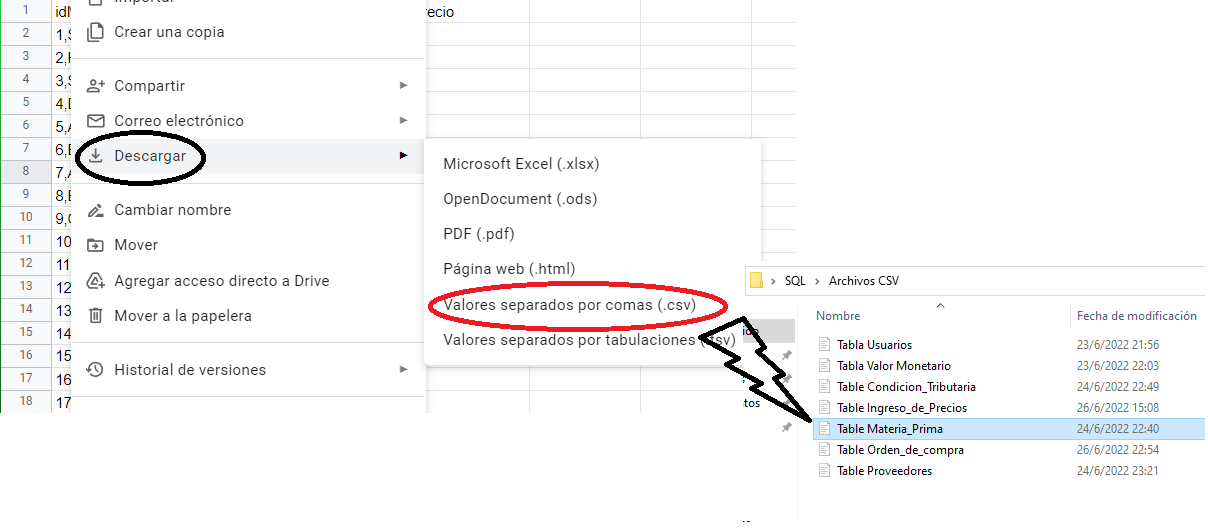 Importar
1 idM recio
2 1,S Crear una copia
3 2,H
4 3,S Compartir
5 4,D
6 5,A Correo electrónico
7 6,E Descargar
8 7,A Microsoft Excel (.xlsx)
9 8,E OpenDocument (.ods)
10 9,C Cambiar nombre
11 10 Mover PDF (.pdf)
12 11 Página web (.html)
13 12 Agregar acceso directo a Drive
14 13 Mover a la papelera Valores separados por comas (.csv)
15 14 Valores separados por tabulaciones (.tsv)
16 15
17 16 Historial de versiones
18 17
SQL Archivos CSV
Nombre Fecha de modificación
Tabla Usuarios 23/6/2022 21:56
Tabla Valor Monetario 23/6/2022 22:03
Table Condicion_Tributaria 24/6/2022 22:49
Table Ingreso_de_Precios 26/6/2022 15:08
Table Materia_Prima 24/6/2022 22:40
Table Orden_de_compra 26/6/2022 22:54
Table Proveedores 24/6/2022 23:21
ido
tos